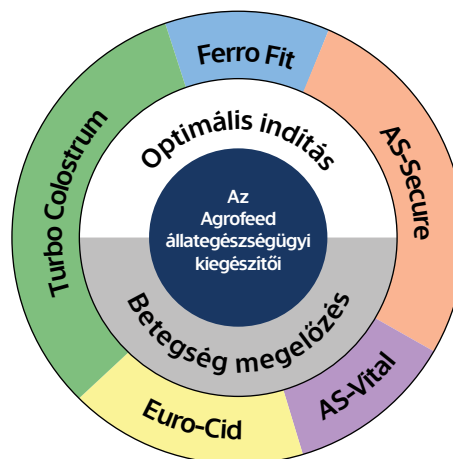 Ferro Fit
AS-Secure
AS-Vital
Euro-Cid
Turbo Colostrum
Optimális indítás
Betegség megelőzés
Az
Agrofeed
állategészségügyi
kiegészítői